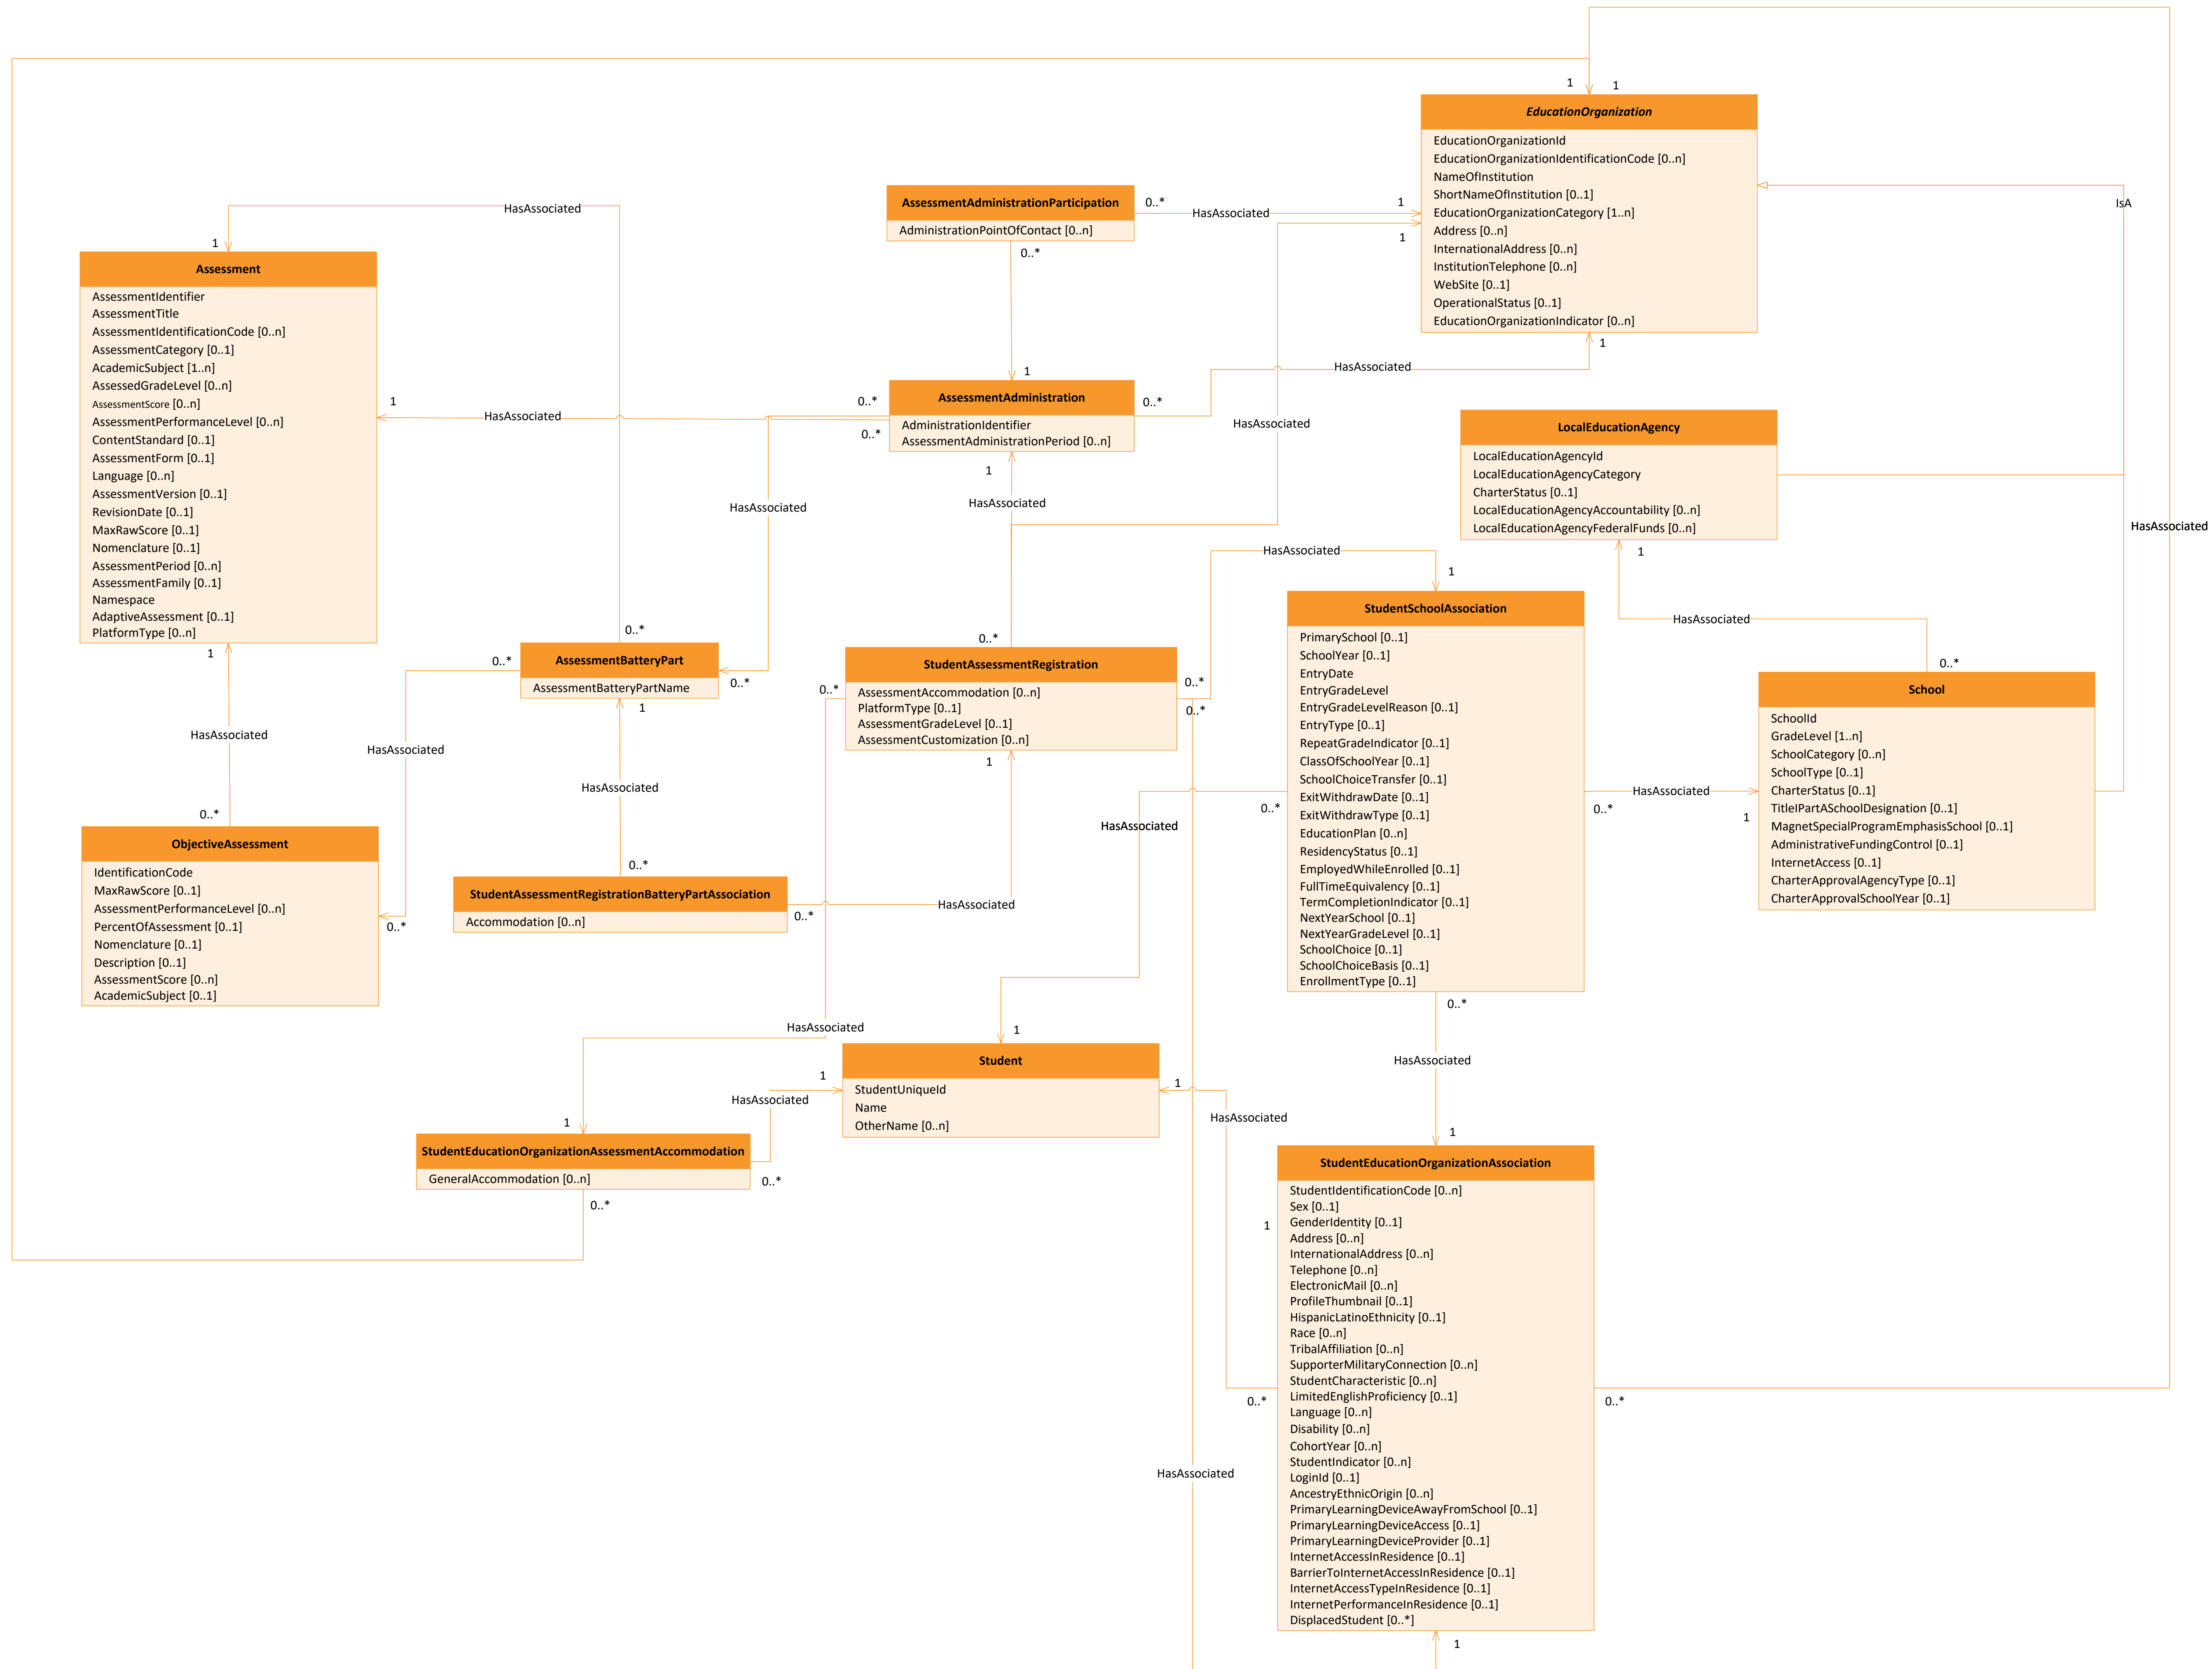 1
1
EducationOrganization
EducationOrganizationId
EducationOrganizationIdentificationCode [0..n]
NameOfInstitution
ShortNameOfInstitution [0..1]
EducationOrganizationCategory [1..n]
Address [0..n]
InternationalAddress [0..n]
InstitutionTelephone [0..n]
WebSite [0..1]
OperationalStatus [0..1]
EducationOrganizationIndicator [0..n]
IsA
HasAssociated
1
AssessmentAdministrationParticipation
AdministrationPointOfContact [0..n]
0..*
HasAssociated
1
1
0..*
1
HasAssociated
1
Assessment
AssessmentIdentifier
AssessmentTitle
AssessmentIdentificationCode [0..n]
AssessmentCategory [0..1]
AcademicSubject [1..n]
AssessedGradeLevel [0..n]
AssessmentScore [0..n]
AssessmentPerformanceLevel [0..n]
ContentStandard [0..1]
AssessmentForm [0..1]
Language [0..n]
AssessmentVersion [0..1]
RevisionDate [0..1]
MaxRawScore [0..1]
Nomenclature [0..1]
AssessmentPeriod [0..n]
AssessmentFamily [0..1]
Namespace
AdaptiveAssessment [0..1]
PlatformType [0..n]
1
HasAssociated
0..*
0..*
AssessmentAdministration
AdministrationIdentifier
AssessmentAdministrationPeriod [0..n]
0..*
HasAssociated
1
HasAssociated
HasAssociated
HasAssociated
LocalEducationAgency
LocalEducationAgencyId
LocalEducationAgencyCategory
CharterStatus [0..1]
LocalEducationAgencyAccountability [0..n]
LocalEducationAgencyFederalFunds [0..n]
HasAssociated
1
HasAssociated
0..*
1
HasAssociated
0..*
0..*
AssessmentBatteryPart
AssessmentBatteryPartName
0..*
0..*
1
0..*
StudentAssessmentRegistration
AssessmentAccommodation [0..n]
PlatformType [0..1]
AssessmentGradeLevel [0..1]
AssessmentCustomization [0..n]
0..*
0..*
0..*
1
HasAssociated
1
StudentSchoolAssociation
PrimarySchool [0..1]
SchoolYear [0..1]
EntryDate
EntryGradeLevel
EntryGradeLevelReason [0..1]
EntryType [0..1]
RepeatGradeIndicator [0..1]
ClassOfSchoolYear [0..1]
SchoolChoiceTransfer [0..1]
ExitWithdrawDate [0..1]
ExitWithdrawType [0..1]
EducationPlan [0..n]
ResidencyStatus [0..1]
EmployedWhileEnrolled [0..1]
FullTimeEquivalency [0..1]
TermCompletionIndicator [0..1]
NextYearSchool [0..1]
NextYearGradeLevel [0..1]
SchoolChoice [0..1]
SchoolChoiceBasis [0..1]
EnrollmentType [0..1]
0..*
0..*
HasAssociated
1
School
SchoolId
GradeLevel [1..n]
SchoolCategory [0..n]
SchoolType [0..1]
CharterStatus [0..1]
TitleIPartASchoolDesignation [0..1]
MagnetSpecialProgramEmphasisSchool [0..1]
AdministrativeFundingControl [0..1]
InternetAccess [0..1]
CharterApprovalAgencyType [0..1]
CharterApprovalSchoolYear [0..1]
HasAssociated
HasAssociated
0..*
ObjectiveAssessment
IdentificationCode
MaxRawScore [0..1]
AssessmentPerformanceLevel [0..n]
PercentOfAssessment [0..1]
Nomenclature [0..1]
Description [0..1]
AssessmentScore [0..n]
AcademicSubject [0..1]
0..*
HasAssociated
0..*
StudentAssessmentRegistrationBatteryPartAssociation
Accommodation [0..n]
0..*
HasAssociated
HasAssociated
HasAssociated
1
Student
StudentUniqueId
Name
OtherName [0..n]
1
HasAssociated
1
HasAssociated
1
StudentEducationOrganizationAssessmentAccommodation
GeneralAccommodation [0..n]
0..*
0..*
0..*
HasAssociated
1
StudentEducationOrganizationAssociation
StudentIdentificationCode [0..n]
Sex [0..1]
GenderIdentity [0..1]
Address [0..n]
InternationalAddress [0..n]
Telephone [0..n]
ElectronicMail [0..n]
ProfileThumbnail [0..1]
HispanicLatinoEthnicity [0..1]
Race [0..n]
TribalAffiliation [0..n]
SupporterMilitaryConnection [0..n]
StudentCharacteristic [0..n]
LimitedEnglishProficiency [0..1]
Language [0..n]
Disability [0..n]
CohortYear [0..n]
StudentIndicator [0..n]
LoginId [0..1]
AncestryEthnicOrigin [0..n]
PrimaryLearningDeviceAwayFromSchool [0..1]
PrimaryLearningDeviceAccess [0..1]
PrimaryLearningDeviceProvider [0..1]
InternetAccessInResidence [0..1]
BarrierToInternetAccessInResidence [0..1]
InternetAccessTypeInResidence [0..1]
InternetPerformanceInResidence [0..1]
DisplacedStudent [0..*]
1
0..*
0..*
HasAssociated
1